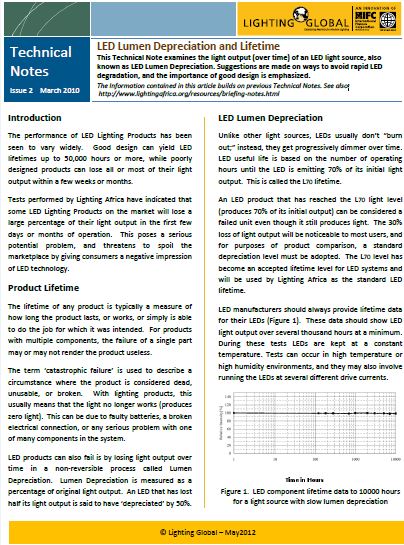 LIGHTING GLOBAL
AN INNOVATION OF
IFC
Technical
Notes
Issue 2 March 2010
LED Lumen Depreciation and Lifetime
This Technical Note examines the light output (over time) of an LED light source, also
known as LED Lumen Depreciation. Suggestions are made on ways to avoid rapid LED
degradation, and the importance of good design is emphasized.
The Information contained in this article builds on previous Technical Notes. See also:
http://www.lightingafrica.org/resources/briefing-notes.html
Introduction
The performance of LED Lighting Products has been
seen to vary widely. Good design can yield LED
lifetimes up to 50,000 hours or more, while poorly
designed products can lose all or most of their light
output within a few weeks or months.
Tests performed by Lighting Africa have indicated that
some LED Lighting Products on the market will lose a
large percentage of their light output in the first few
days or months of operation. This poses a serious
potential problem, and threatens to spoil the
marketplace by giving consumers a negative impression
of LED technology.
Product Lifetime
The lifetime of any product is typically a measure of
how long the product lasts, or works, or simply is able
to do the job for which it was intended. For products
with multiple components, the failure of a single part
may or may not render the product useless.
The term 'catastrophic failure' is used to describe a
circumstance where the product is considered dead,
unusable, or broken. With lighting products, this
usually means that the light no longer works (produces
zero light). This can be due to faulty batteries, a broken
electrical connection, or any serious problem with one
of many components in the system.
LED products can also fail is by losing light output over
time in a non-reversible process called Lumen
Depreciation. Lumen Depreciation is measured as a
percentage of original light output. An LED that has lost
half its light output is said to have 'depreciated' by 50%.
LED Lumen Depreciation
Unlike other light sources, LEDs usually don't "burn
out;" instead, they get progressively dimmer over time.
LED useful life is based on the number of operating
hours until the LED is emitting 70% of its initial light
output. This is called the L70 lifetime.
An LED product that has reached the L70 light level
(produces 70% of its initial output) can be considered a
failed unit even though it still produces light. The 30%
loss of light output will be noticeable to most users, and
for purposes of product comparison, a standard
depreciation level must be adopted. The L70 level has
become an accepted lifetime level for LED systems and
will be used by Lighting Africa as the standard LED
lifetime.
LED manufacturers should always provide lifetime data
for their LEDs (Figure 1). These data should show LED
light output over several thousand hours at a minimum.
During these tests LEDs are kept at a constant
temperature. Tests can occur in high temperature or
high humidity environments, and they may also involve
running the LEDs at several different drive currents.
140
120
100
80
60
40
20
0
1
10
100
1000
10000
Time in Hours
Figure 1. LED component lifetime data to 10000 hours
for a light source with slow lumen depreciation
© Lighting Global – May2012